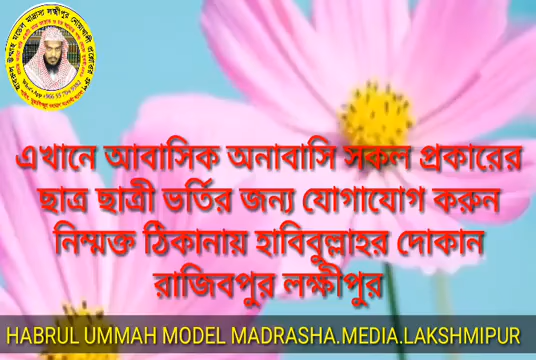 এখানে আবাসিক অনাবাসি সকল প্রকারের
ছাত্র ছাত্রী ভর্তির জন্য যোগাযোগ করুন
নিম্মক্ত ঠিকানায় হাবিবুল্লাহর দোকান
রাজিবপুর লক্ষীপুর
HABRUL UMMAH MODEL MADRASHA.MEDIA.LAKSHMIPUR